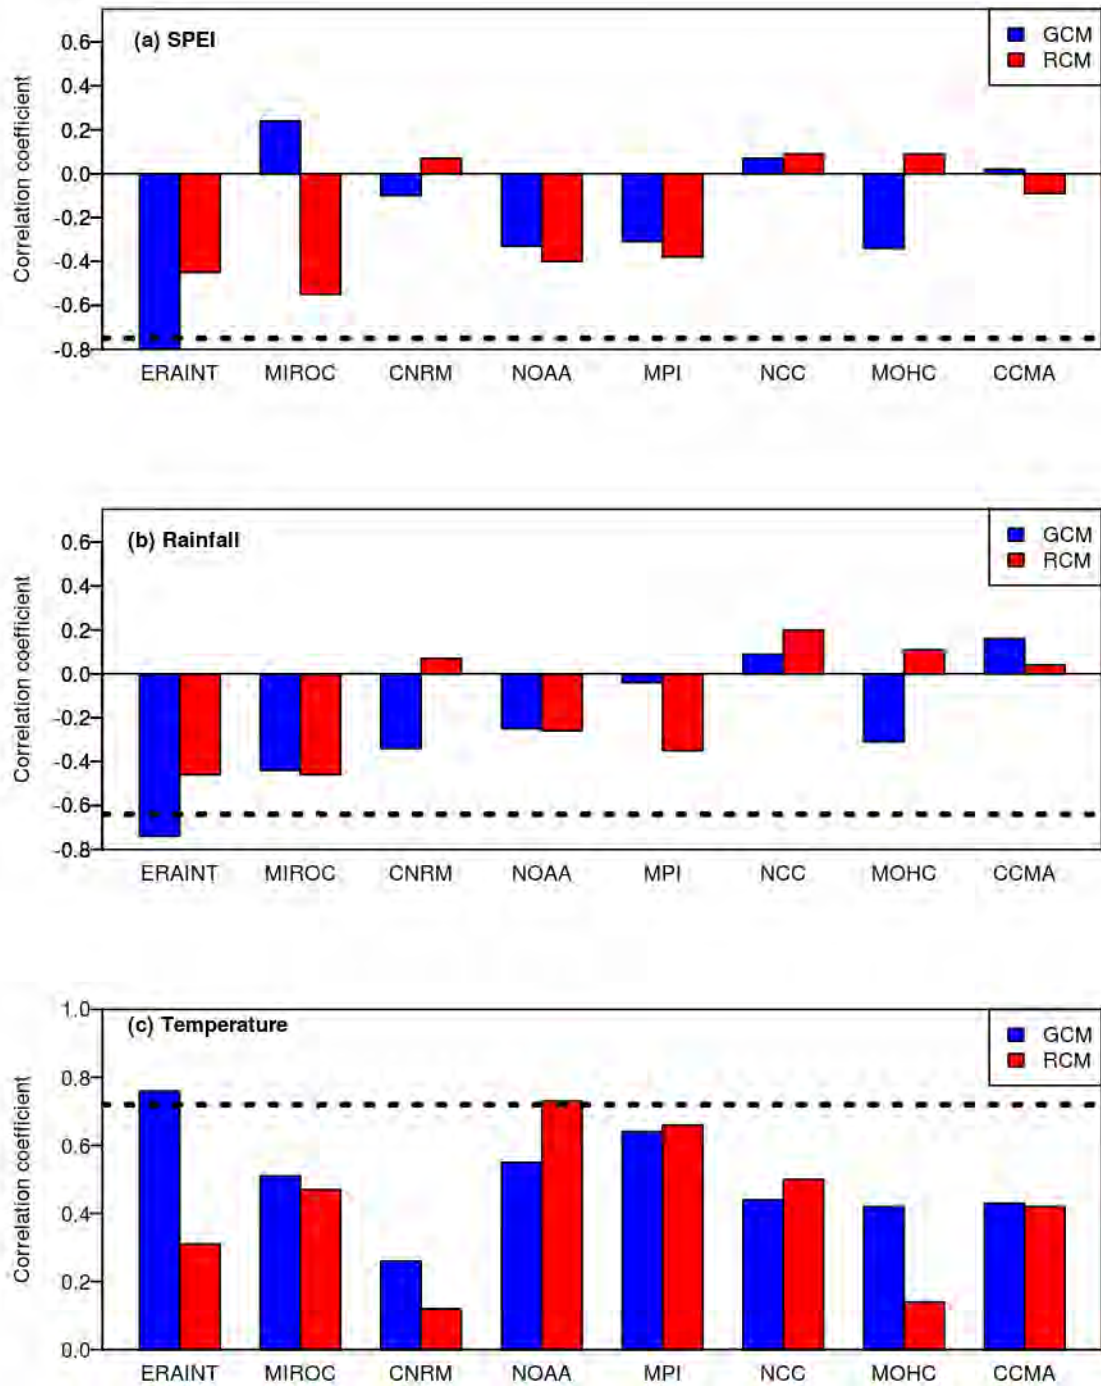 (a) SPEI
GCM
RCM
Correlation coefficient
0.6
0.4
0.2
0.0
-0.2
-0.4
-0.6
-0.8
ERAINT MIROC CNRM NOAA MPI NCC MOHC CCMA
(b) Rainfall
GCM
RCM
Correlation coefficient
0.6
0.4
0.2
0.0
-0.2
-0.4
-0.6
-0.8
ERAINT MIROC CNRM NOAA MPI NCC MOHC CCMA
(c) Temperature
GCM
RCM
Correlation coefficient
1.0
0.8
0.6
0.4
0.2
0.0
ERAINT MIROC CNRM NOAA MPI NCC MOHC CCMA